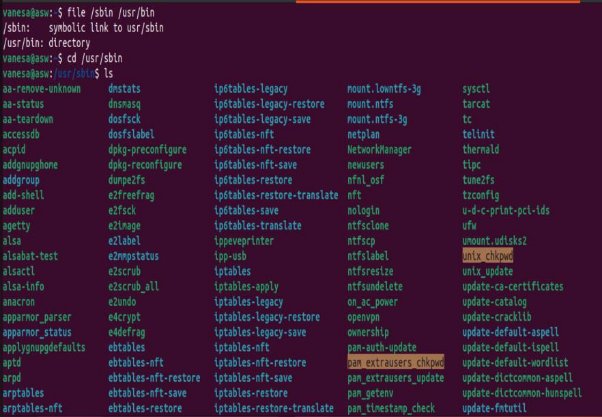 vanesa@asw:~$ file /sbin /usr/bin
/sbin:    symbolic link to usr/sbin
/usr/bin: directory
vanesa@asw:~$ cd /usr/sbin
vanesa@asw:/usr/sbin$ ls
aa-remove-unknown dmstats ip6tables-legacy mount.lowntfs-3g sysctl
aa-status dnsmasq ip6tables-legacy-restore mount.ntfs tarcat
aa-teardown dosfsck ip6tables-legacy-save mount.ntfs-3g tc
accessdb dosfslabel ip6tables-nft netplan telinit
acpid dpkg-preconfigure ip6tables-nft-restore NetworkManager thermald
addgnupghome dpkg-reconfigure ip6tables-nft-save newusers tipc
addgroup dumpe2fs ip6tables-restore nfnl_osf tune2fs
add-shell e2freefrag ip6tables-restore-translate nft tzconfig
adduser e2fsck ip6tables-save nologin u-d-c-print-pci-ids
agetty e2image ip6tables-translate ntfsclone ufw
alsa e2label ippeveprinter ntfscp umount.udisks2
alsabat-test e2mmpstatus ipp-usb ntfslabel unix_chkpwd
alsactl e2scrub iptables ntfsresize unix_update
alsa-info e2scrub_all iptables-apply ntfsundelete update-ca-certificates
anacron e2undo iptables-legacy on_ac_power update-catalog
apparmor_parser e4crypt iptables-legacy-restore openvpn update-cracklib
apparmor_status e4defrag iptables-legacy-save ownership update-default-aspell
applygnupgdefaults ebtables iptables-nft pam-auth-update update-default-ispell
aptd ebtables-nft iptables-nft-restore pam_extrausers_chkpwd update-default-wordlist
arpd ebtables-nft-restore iptables-nft-save pam_extrausers_update update-dictcommon-aspell
arptables ebtables-nft-save iptables-restore pam_getenv update-dictcommon-hunspell
arptables-nft ebtables-restore iptables-restore-translate pam_timestamp_check update-fmtutil